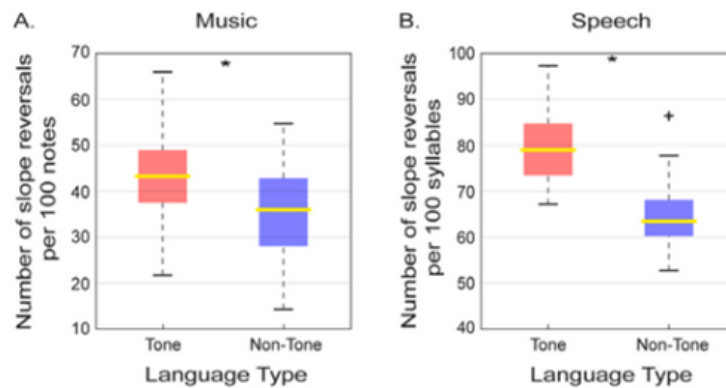 A.
Music
Number of slope reversals
per 100 notes
70
60
50
40
30
20
10
*
Tone
Non-Tone
Language Type
B.
Speech
Number of slope reversals
per 100 syllables
100
90
80
70
60
50
40
*
+
Tone
Non-Tone
Language Type